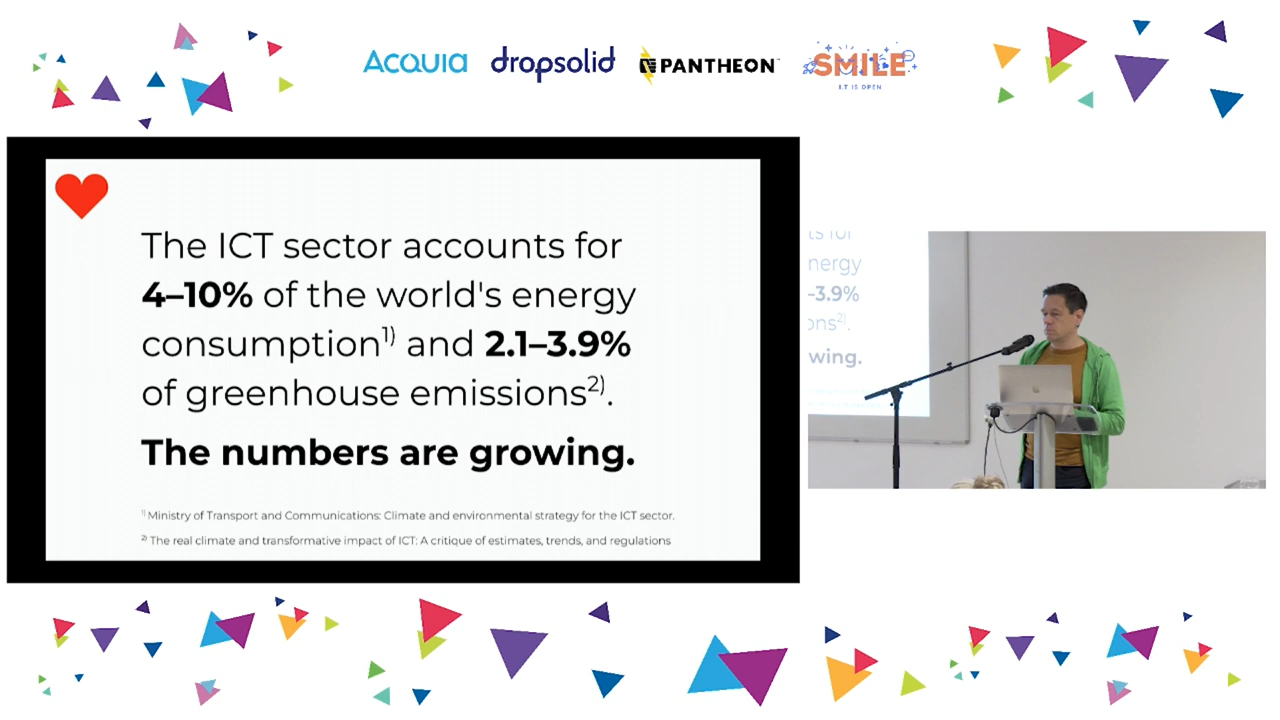 ACQUIA dropsolid PANTHEON SMILE
I.T IS OPEN
The ICT sector accounts for
4–10% of the world's energy
consumption¹⁾ and 2.1–3.9%
of greenhouse emissions²⁾.
The numbers are growing.
¹⁾ Ministry of Transport and Communications: Climate and environmental strategy for the ICT sector.
²⁾ The real climate and transformative impact of ICT: A critique of estimates, trends, and regulations
nergy
–3.9%
ons²⁾.
wing.